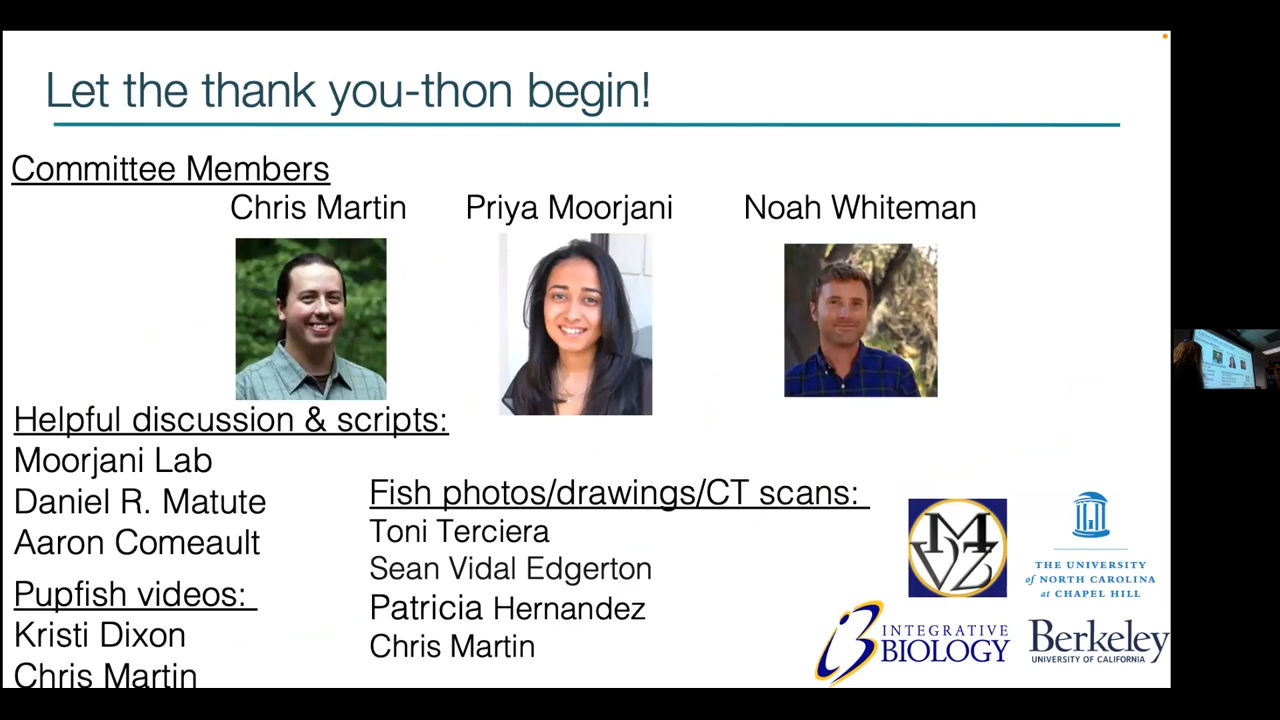 Let the thank you-thon begin!
Committee Members
Chris Martin
Priya Moorjani
Noah Whiteman
Helpful discussion & scripts:
Moorjani Lab
Daniel R. Matute
Aaron Comeault
Pupfish videos:
Kristi Dixon
Chris Martin
Fish photos/drawings/CT scans:
Toni Terciera
Sean Vidal Edgerton
Patricia Hernandez
Chris Martin
MVZ
THE UNIVERSITY
of NORTH CAROLINA
at CHAPEL HILL
INTEGRATIVE
BIOLOGY
Berkeley
UNIVERSITY OF CALIFORNIA